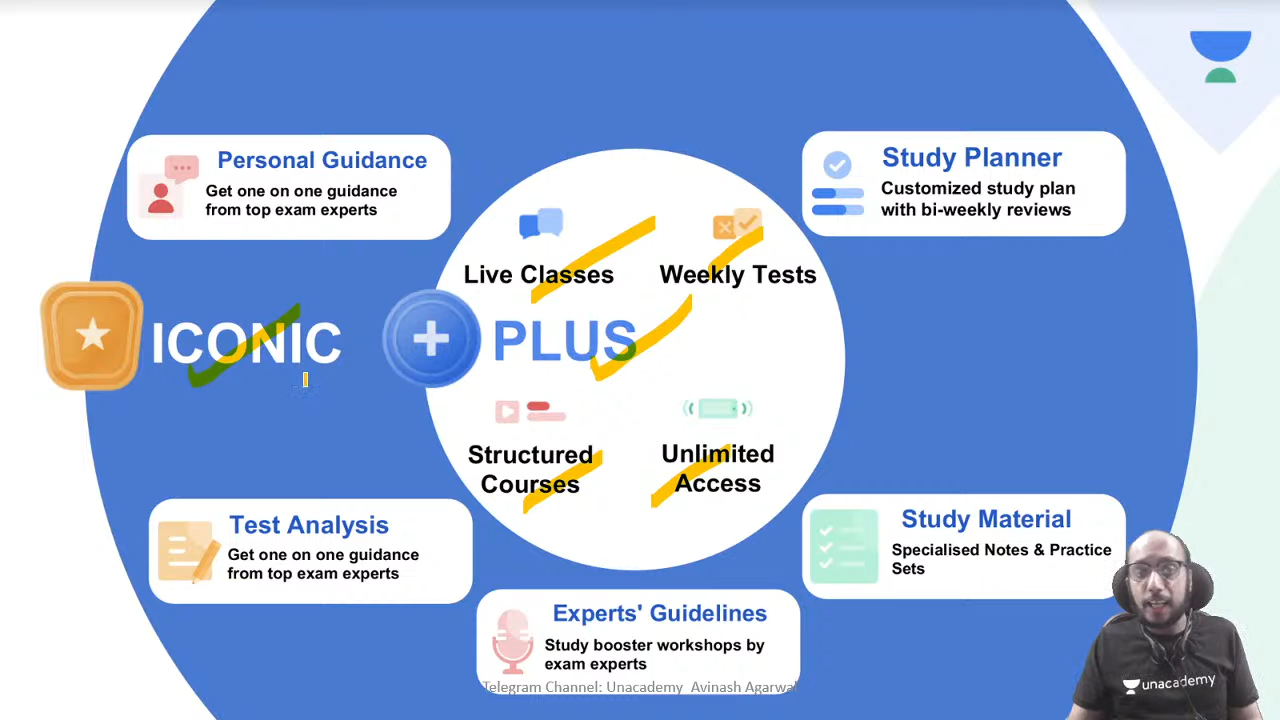 Personal Guidance
Get one on one guidance
from top exam experts
Study Planner
Customized study plan
with bi-weekly reviews
Live Classes
Weekly Tests
ICONIC
PLUS
Structured
Courses
Unlimited
Access
Test Analysis
Get one on one guidance
from top exam experts
Study Material
Specialised Notes & Practice
Sets
Experts' Guidelines
Study booster workshops by
exam experts
Telegram Channel: Unacademy Avinash Agarwal
unacademy